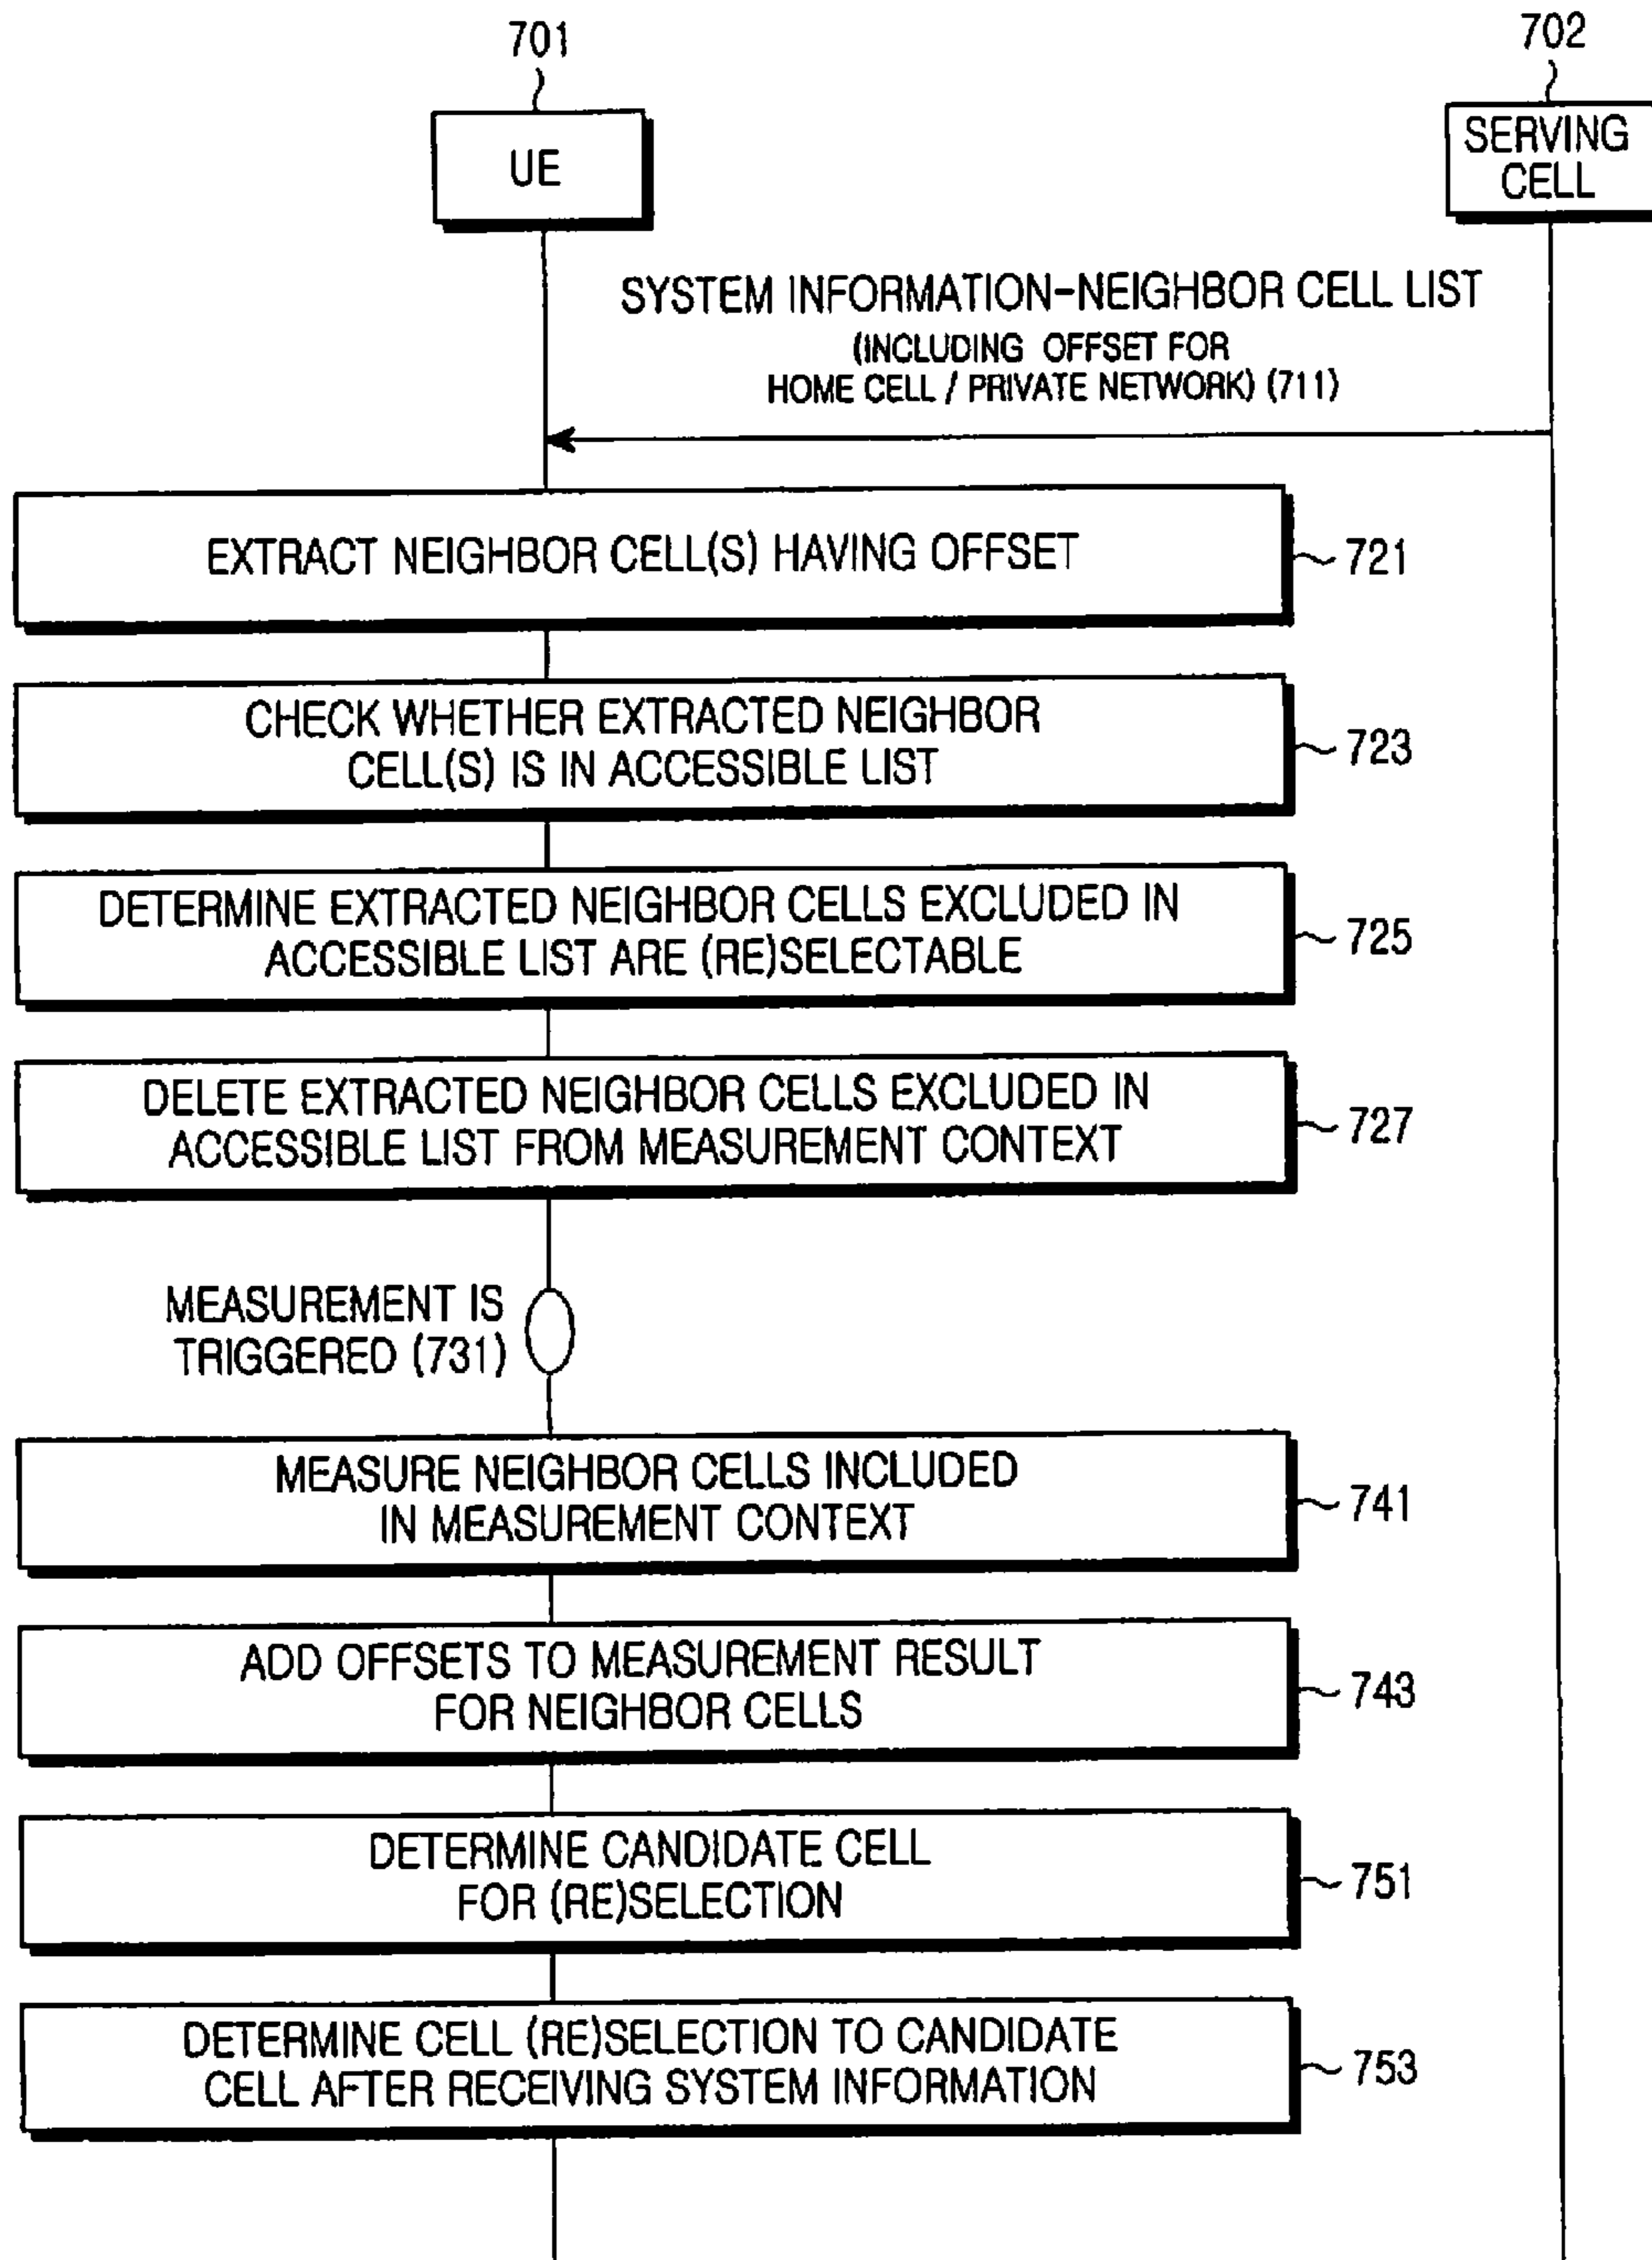 701
702
UE
SERVING
CELL
SYSTEM INFORMATION-NEIGHBOR CELL LIST
(INCLUDING OFFSET FOR
HOME CELL / PRIVATE NETWORK) (711)
EXTRACT NEIGHBOR CELL(S) HAVING OFFSET
721
CHECK WHETHER EXTRACTED NEIGHBOR
CELL(S) IS IN ACCESSIBLE LIST
723
DETERMINE EXTRACTED NEIGHBOR CELLS EXCLUDED IN
ACCESSIBLE LIST ARE (RE)SELECTABLE
725
DELETE EXTRACTED NEIGHBOR CELLS EXCLUDED IN
ACCESSIBLE LIST FROM MEASUREMENT CONTEXT
727
MEASUREMENT IS
TRIGGERED (731)
MEASURE NEIGHBOR CELLS INCLUDED
IN MEASUREMENT CONTEXT
741
ADD OFFSETS TO MEASUREMENT RESULT
FOR NEIGHBOR CELLS
743
DETERMINE CANDIDATE CELL
FOR (RE)SELECTION
751
DETERMINE CELL (RE)SELECTION TO CANDIDATE
CELL AFTER RECEIVING SYSTEM INFORMATION
753